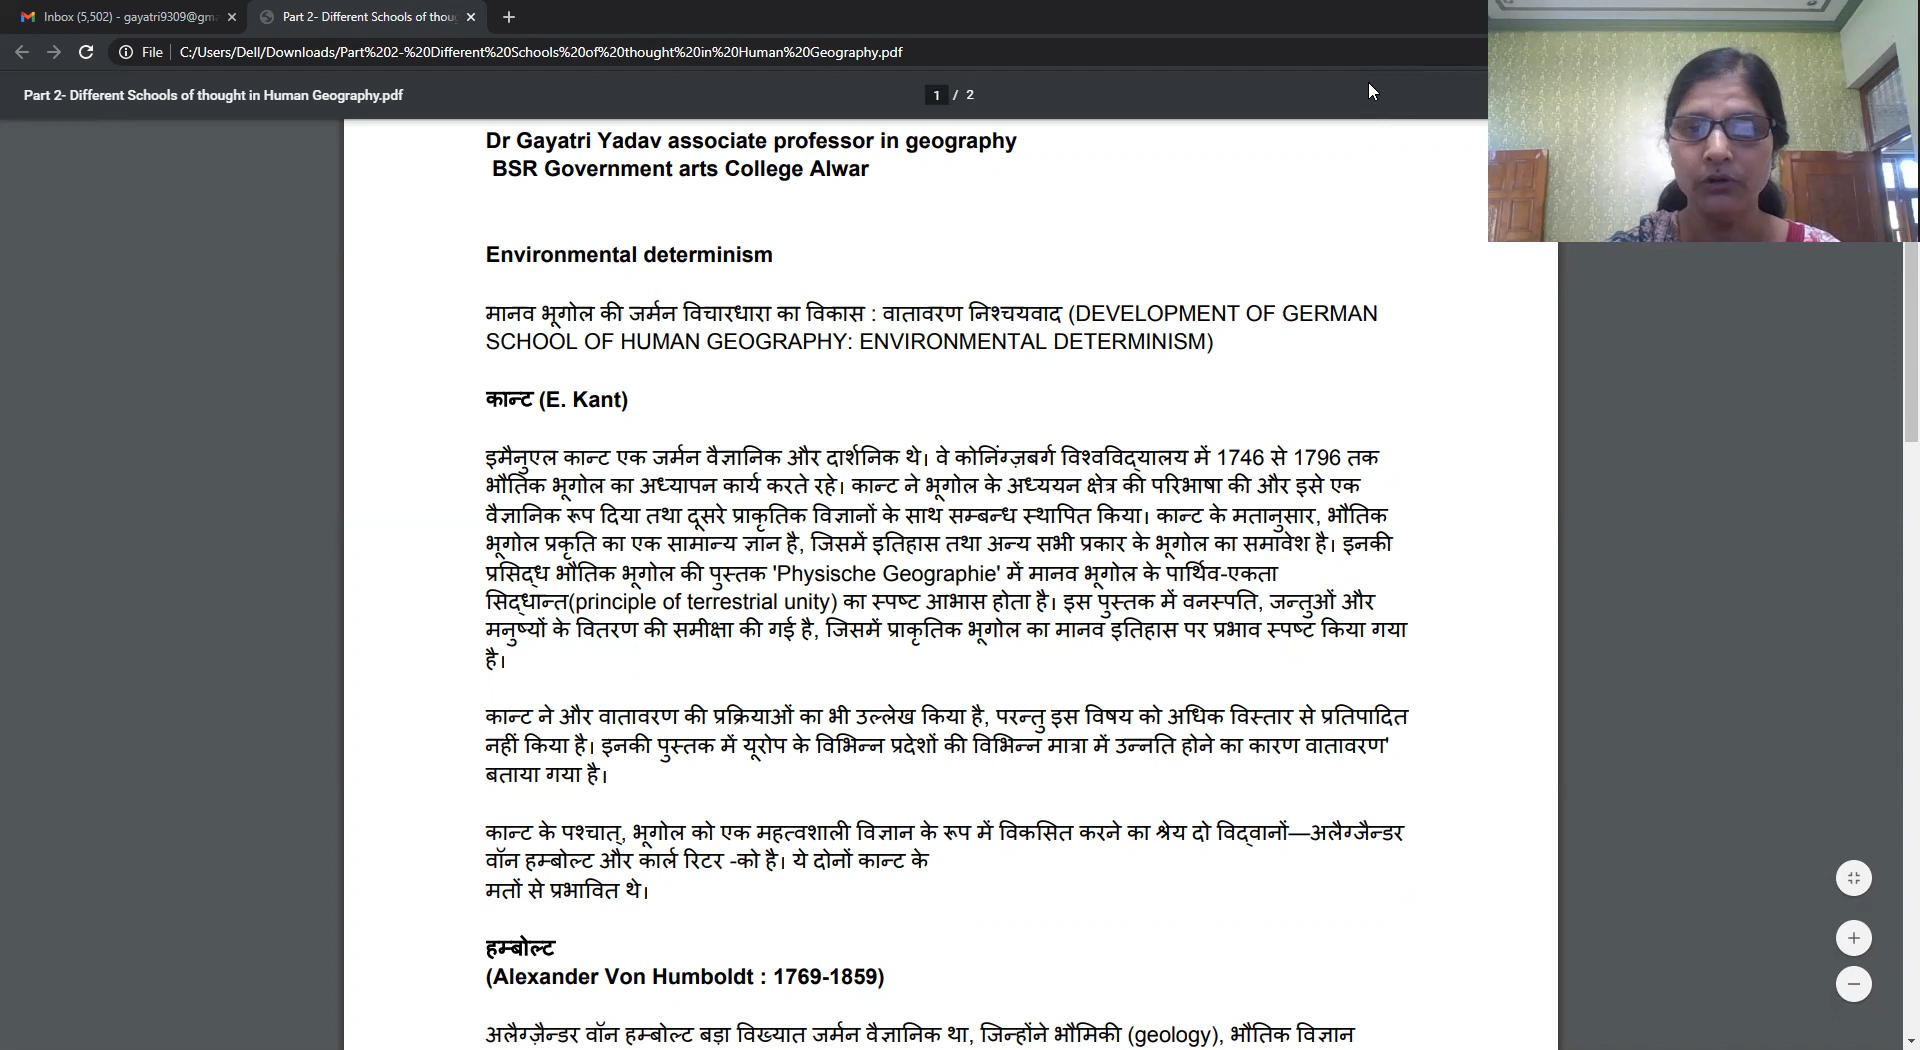 Inbox (5,502) - gayatri9309@gm
Part 2- Different Schools of thou
File
C:/Users/Dell/Downloads/Part%202-%20Different%20Schools%20of%20thought%20in%20Human%20Geography.pdf
Part 2- Different Schools of thought in Human Geography.pdf
1 / 2
Dr Gayatri Yadav associate professor in geography
BSR Government arts College Alwar
Environmental determinism
मानव भूगोल की जर्मन विचारधारा का विकास : वातावरण निश्चयवाद (DEVELOPMENT OF GERMAN
SCHOOL OF HUMAN GEOGRAPHY: ENVIRONMENTAL DETERMINISM)
कान्ट (E. Kant)
इमैनुएल कान्ट एक जर्मन वैज्ञानिक और दार्शनिक थे। वे कोनिंग्ज़बर्ग विश्वविद्यालय में 1746 से 1796 तक
भौतिक भूगोल का अध्यापन कार्य करते रहे। कान्ट ने भूगोल के अध्ययन क्षेत्र की परिभाषा की और इसे एक
वैज्ञानिक रूप दिया तथा दूसरे प्राकृतिक विज्ञानों के साथ सम्बन्ध स्थापित किया। कान्ट के मतानुसार, भौतिक
भूगोल प्रकृति का एक सामान्य ज्ञान है, जिसमें इतिहास तथा अन्य सभी प्रकार के भूगोल का समावेश है। इनकी
प्रसिद्ध भौतिक भूगोल की पुस्तक 'Physische Geographie' में मानव भूगोल के पार्थिव-एकता
सिद्धान्त(principle of terrestrial unity) का स्पष्ट आभास होता है। इस पुस्तक में वनस्पति, जन्तुओं और
मनुष्यों के वितरण की समीक्षा की गई है, जिसमें प्राकृतिक भूगोल का मानव इतिहास पर प्रभाव स्पष्ट किया गया
है।
कान्ट ने और वातावरण की प्रक्रियाओं का भी उल्लेख किया है, परन्तु इस विषय को अधिक विस्तार से प्रतिपादित
नहीं किया है। इनकी पुस्तक में यूरोप के विभिन्न प्रदेशों की विभिन्न मात्रा में उन्नति होने का कारण वातावरण'
बताया गया है।
कान्ट के पश्चात्, भूगोल को एक महत्वशाली विज्ञान के रूप में विकसित करने का श्रेय दो विद्वानों—अलैग्जैन्डर
वॉन हम्बोल्ट और कार्ल रिटर -को है। ये दोनों कान्ट के
मतों से प्रभावित थे।
हम्बोल्ट
(Alexander Von Humboldt : 1769-1859)
अलैग्ज़ैन्डर वॉन हम्बोल्ट बड़ा विख्यात जर्मन वैज्ञानिक था, जिन्होंने भौमिकी (geology), भौतिक विज्ञान